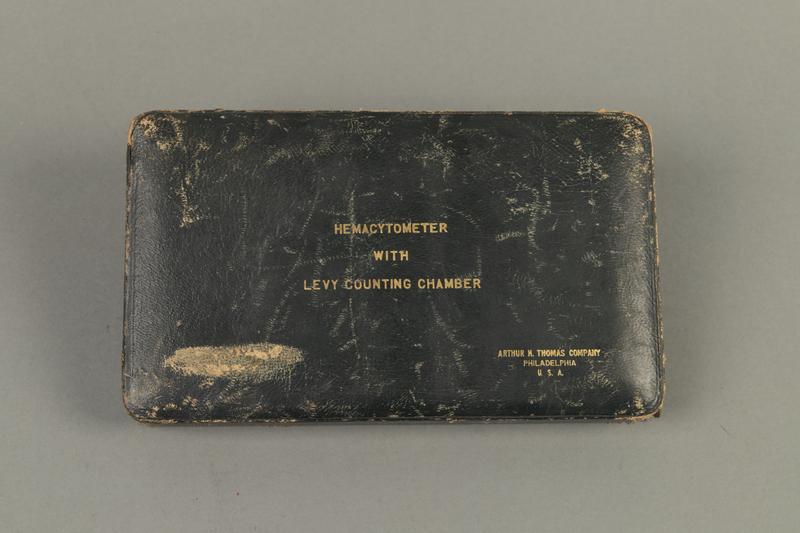 HEMACYTOMETER
WITH
LEVY COUNTING CHAMBER
ARTHUR H. THOMAS COMPANY
PHILADELPHIA
U. S. A.